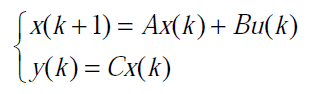 x(k+1) = Ax(k) + Bu(k)
y(k) = Cx(k)